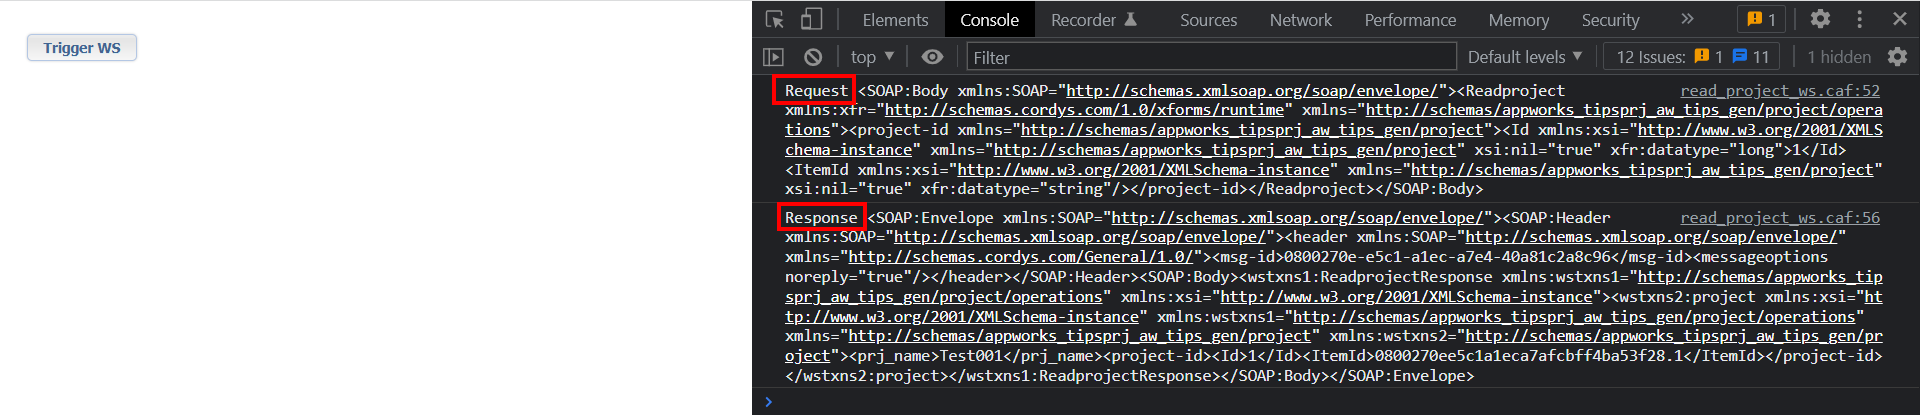 Trigger WS
Elements Console Recorder Sources Network Performance Memory Security » 1
top Filter Default levels 12 Issues: 1 11 1 hidden
Request <SOAP:Body xmlns:SOAP="http://schemas.xmlsoap.org/soap/envelope/"><Readproject read_project_ws.caf:52
xmlns:xfr="http://schemas.cordys.com/1.0/xforms/runtime" xmlns="http://schemas/appworks_tipsprj_aw_tips_gen/project/opera
tions"><project-id xmlns="http://schemas/appworks_tipsprj_aw_tips_gen/project"><Id xmlns:xsi="http://www.w3.org/2001/XMLS
chema-instance" xmlns="http://schemas/appworks_tipsprj_aw_tips_gen/project" xsi:nil="true" xfr:datatype="long">1</Id>
<ItemId xmlns:xsi="http://www.w3.org/2001/XMLSchema-instance" xmlns="http://schemas/appworks_tipsprj_aw_tips_gen/project"
xsi:nil="true" xfr:datatype="string"/></project-id></Readproject></SOAP:Body>
Response <SOAP:Envelope xmlns:SOAP="http://schemas.xmlsoap.org/soap/envelope/"><SOAP:Header read_project_ws.caf:56
xmlns:SOAP="http://schemas.xmlsoap.org/soap/envelope/"><header xmlns:SOAP="http://schemas.xmlsoap.org/soap/envelope/"
xmlns="http://schemas.cordys.com/General/1.0/"><msg-id>0800270e-e5c1-a1ec-a7e4-40a81c2a8c96</msg-id><messageoptions
noreply="true"/></header></SOAP:Header><SOAP:Body><wstxns1:ReadprojectResponse xmlns:wstxns1="http://schemas/appworks_tip
sprj_aw_tips_gen/project/operations" xmlns:xsi="http://www.w3.org/2001/XMLSchema-instance"><wstxns2:project xmlns:xsi="ht
tp://www.w3.org/2001/XMLSchema-instance" xmlns:wstxns1="http://schemas/appworks_tipsprj_aw_tips_gen/project/operations"
xmlns="http://schemas/appworks_tipsprj_aw_tips_gen/project" xmlns:wstxns2="http://schemas/appworks_tipsprj_aw_tips_gen/pr
oject"><prj_name>Test001</prj_name><project-id><Id>1</Id><ItemId>0800270ee5c1a1eca7afcbff4ba53f28.1</ItemId></project-id>
</wstxns2:project></wstxns1:ReadprojectResponse></SOAP:Body></SOAP:Envelope>